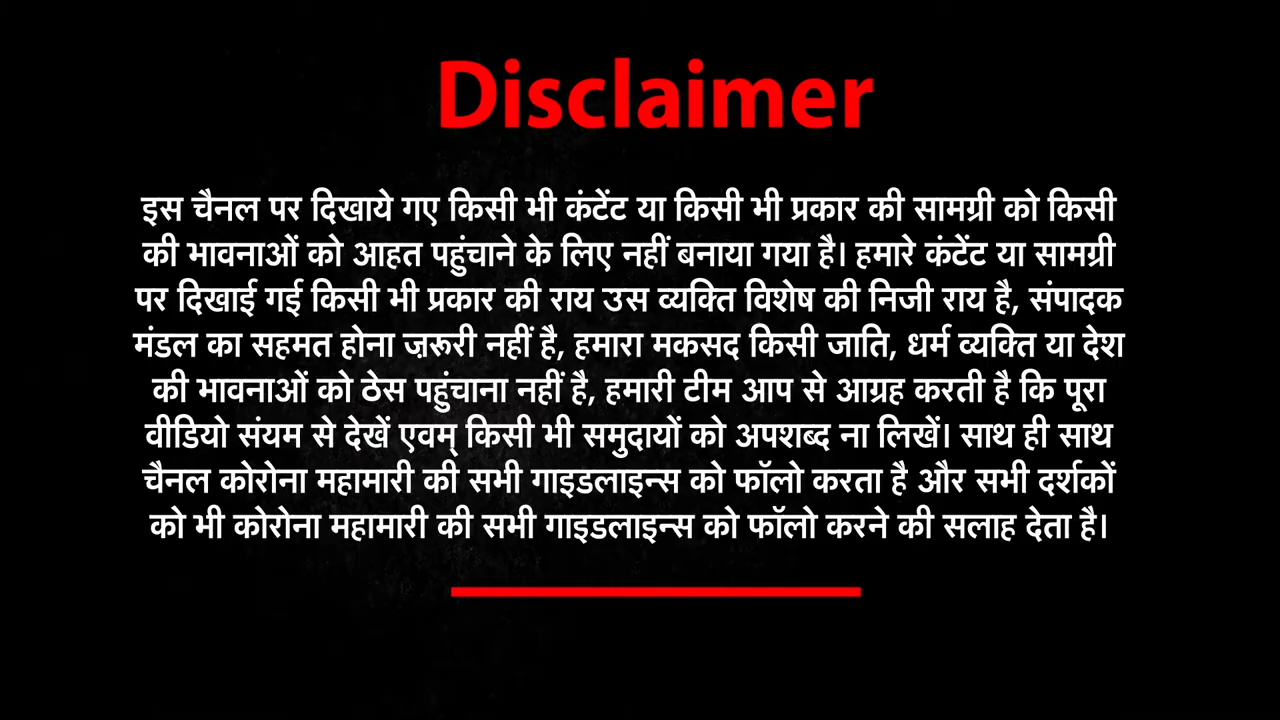 Disclaimer
इस चैनल पर दिखाये गए किसी भी कंटेंट या किसी भी प्रकार की सामग्री को किसी
की भावनाओं को आहत पहुंचाने के लिए नहीं बनाया गया है। हमारे कंटेंट या सामग्री
पर दिखाई गई किसी भी प्रकार की राय उस व्यक्ति विशेष की निजी राय है, संपादक
मंडल का सहमत होना ज़रूरी नहीं है, हमारा मकसद किसी जाति, धर्म व्यक्ति या देश
की भावनाओं को ठेस पहुंचाना नहीं है, हमारी टीम आप से आग्रह करती है कि पूरा
वीडियो संयम से देखें एवम् किसी भी समुदायों को अपशब्द ना लिखें। साथ ही साथ
चैनल कोरोना महामारी की सभी गाइडलाइन्स को फॉलो करता है और सभी दर्शकों
को भी कोरोना महामारी की सभी गाइडलाइन्स को फॉलो करने की सलाह देता है।